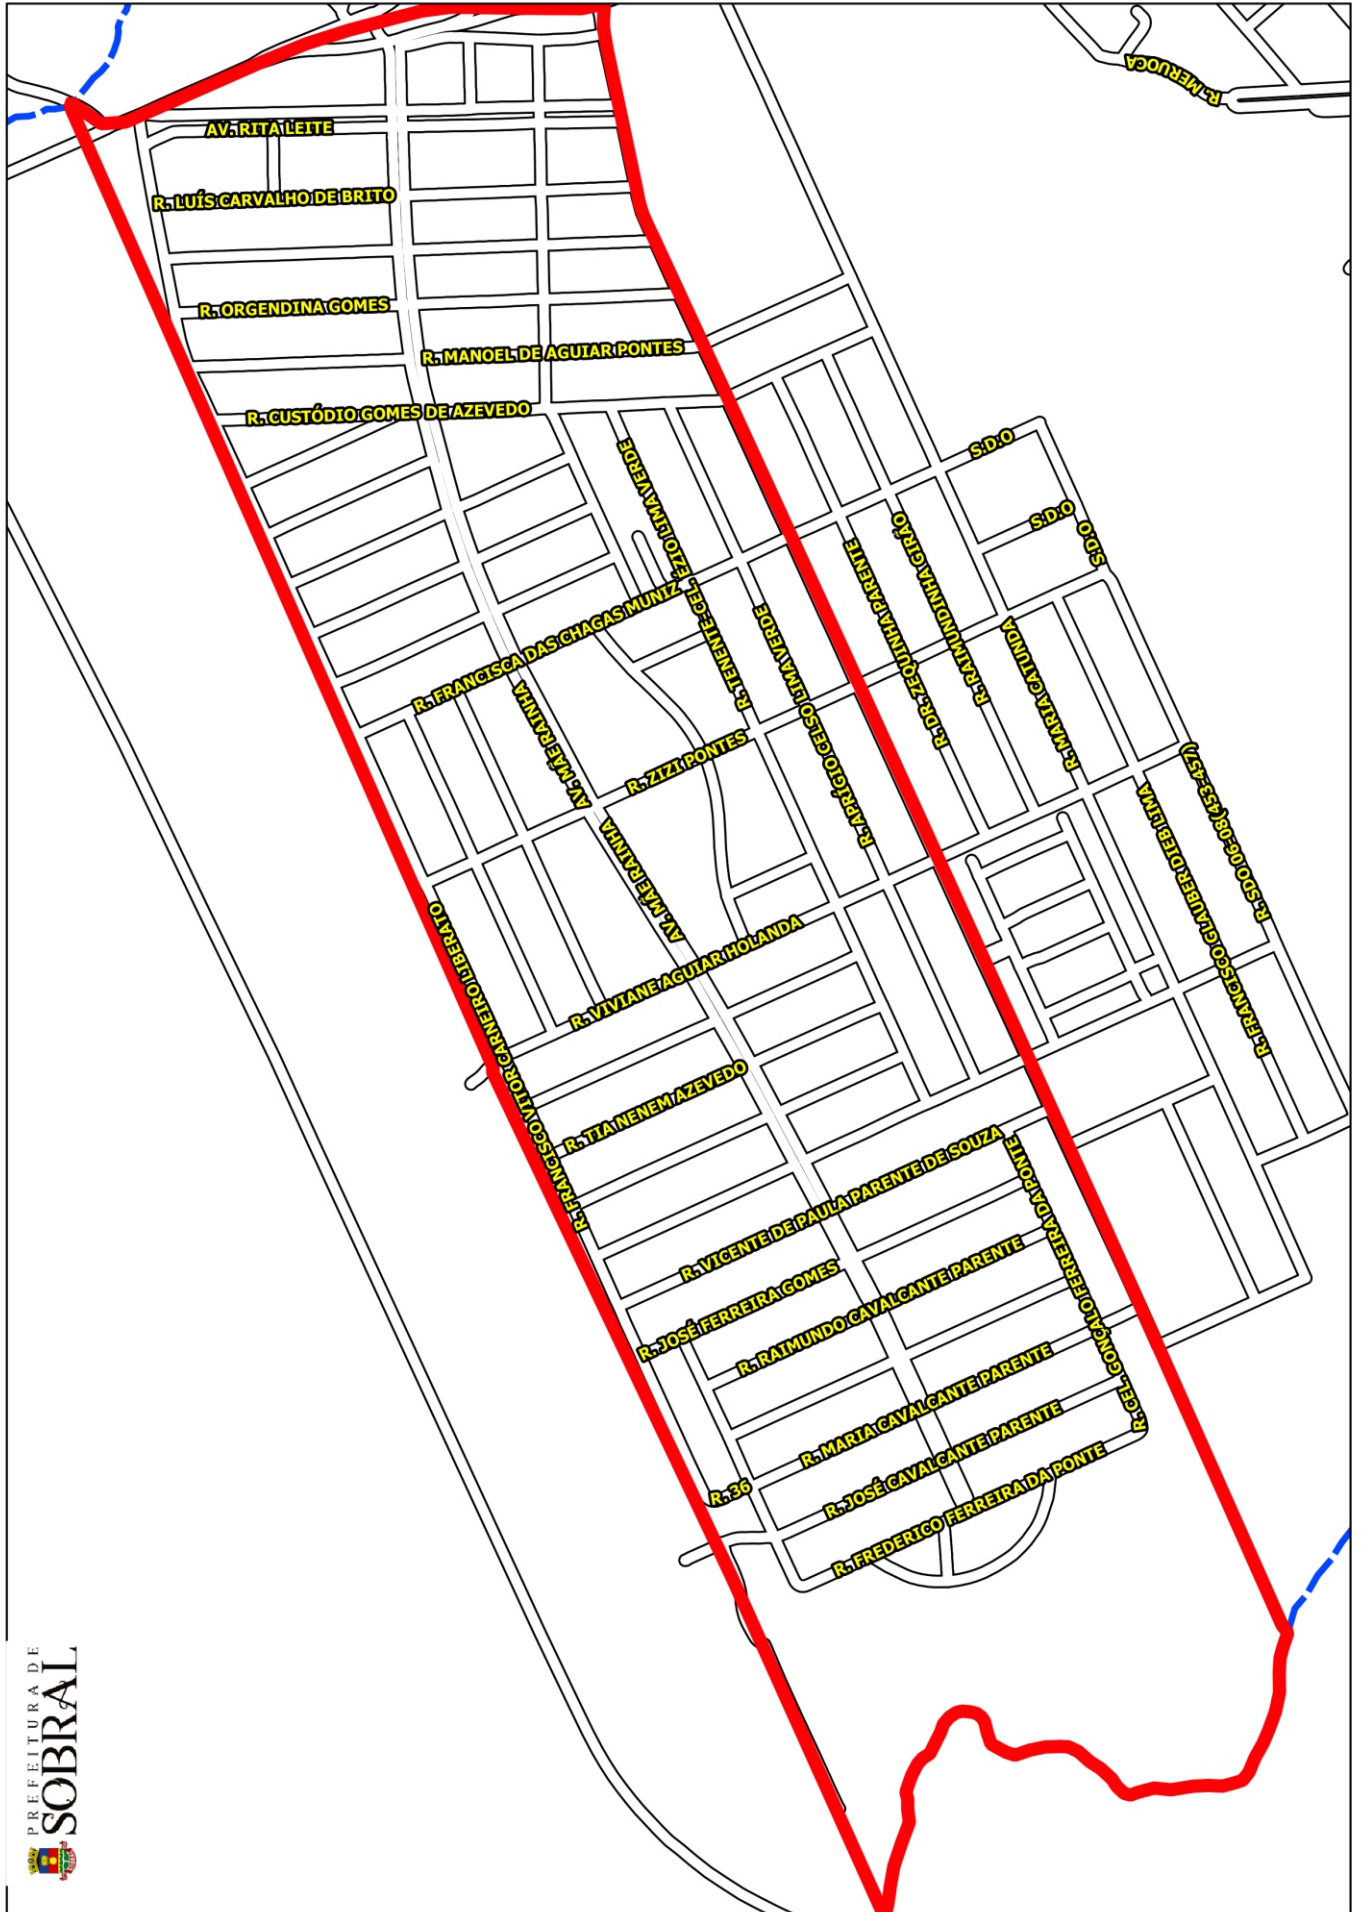 R. MERUOCA
AV. RITA LEITE
R. LUÍS CARVALHO DE BRITO
R. ORGENDINA GOMES
R. MANOEL DE AGUIAR PONTES
R. CUSTÓDIO GOMES DE AZEVEDO
S.D.O
S.D.O
S.D.O
R. TENENTE-CEL. ÉZIO LIMA VERDE
R. FRANCISCA DAS CHAGAS MUNIZ
R. APRÍGIO CELSO LIMA VERDE
R. DR. ZEQUINHA PARENTE
R. RAIMUNDINHA GIRÃO
R. MARIA CATUNDA
AV. MÃE RAINHA
R. ZIZI PONTES
AV. MÃE RAINHA
R. SDO 06-08(453-457)
R. FRANCISCO GLAUBER DIEB LIMA
R. FRANCISCO VITOR CARNEIRO LIBERATO
R. VIVIANE AGUIAR HOLANDA
R. TIA NENEM AZEVEDO
R. VICENTE DE PAULA PARENTE DE SOUZA
R. CEL. GONÇALO FERREIRA DA PONTE
R. JOSÉ FERREIRA GOMES
R. RAIMUNDO CAVALCANTE PARENTE
R. MARIA CAVALCANTE PARENTE
R. 36
R. JOSÉ CAVALCANTE PARENTE
R. FREDERICO FERREIRA DA PONTE
PREFEITURA DE
SOBRAL